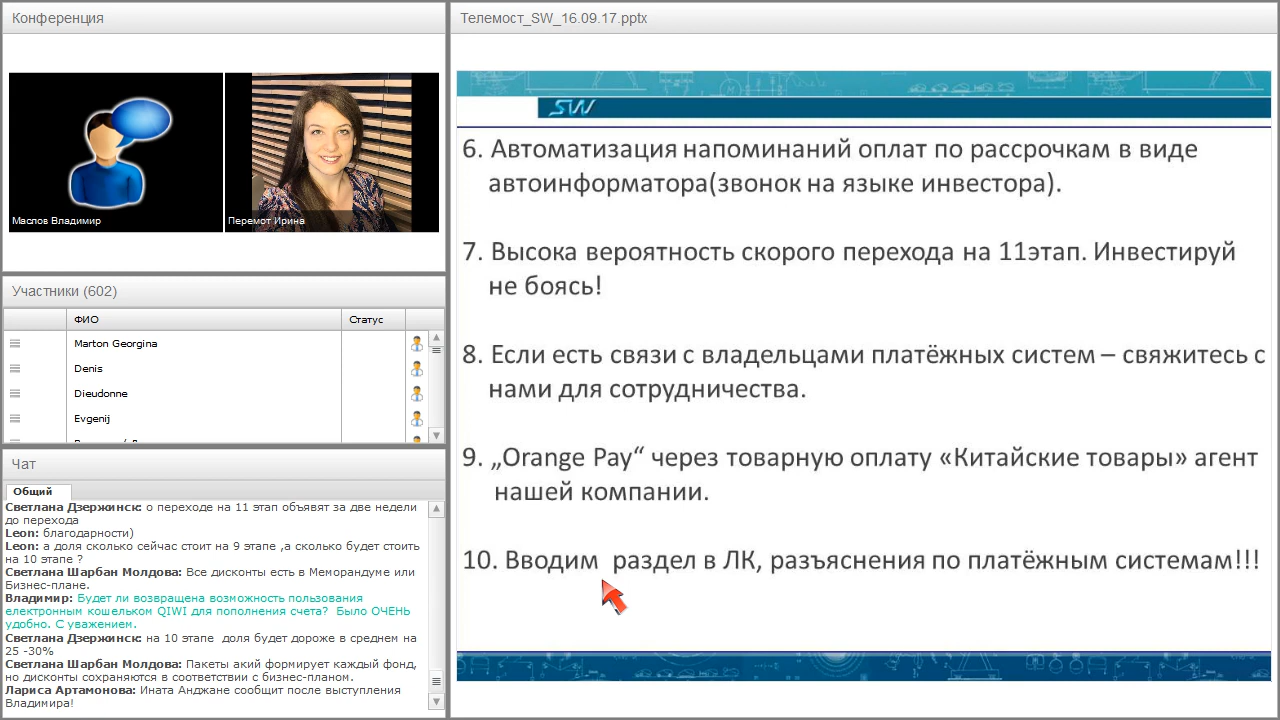 Конференция
Маслов Владимир
Перемот Ирина
Участники (602)
ФИО
Статус
Marton Georgina
Denis
Dieudonne
Evgenij
Чат
Общий
Светлана Дзержинск: о переходе на 11 этап объявят за две недели
до перехода
Leon: благодарности)
Leon: а доля сколько сейчас стоит на 9 этапе ,а сколько будет стоить
на 10 этапе ?
Светлана Шарбан Молдова: Все дисконты есть в Меморандуме или
Бизнес-плане.
Владимир: Будет ли возвращена возможность пользования
електронным кошельком QIWI для пополнения счета? Было ОЧЕНЬ
удобно. С уважением.
Светлана Дзержинск: на 10 этапе доля будет дороже в среднем на
25 -30%
Светлана Шарбан Молдова: Пакеты акий формирует каждый фонд,
но дисконты сохраняются в соответствии с бизнес-планом.
Лариса Артамонова: Ината Анджане сообщит после выступления
Владимира!
Телемост_SW_16.09.17.pptx
SW
6. Автоматизация напоминаний оплат по рассрочкам в виде
автоинформатора(звонок на языке инвестора).
7. Высока вероятность скорого перехода на 11этап. Инвестируй
не боясь!
8. Если есть связи с владельцами платёжных систем – свяжитесь с
нами для сотрудничества.
9. „Orange Pay“ через товарную оплату «Китайские товары» агент
нашей компании.
10. Вводим раздел в ЛК, разъяснения по платёжным системам!!!